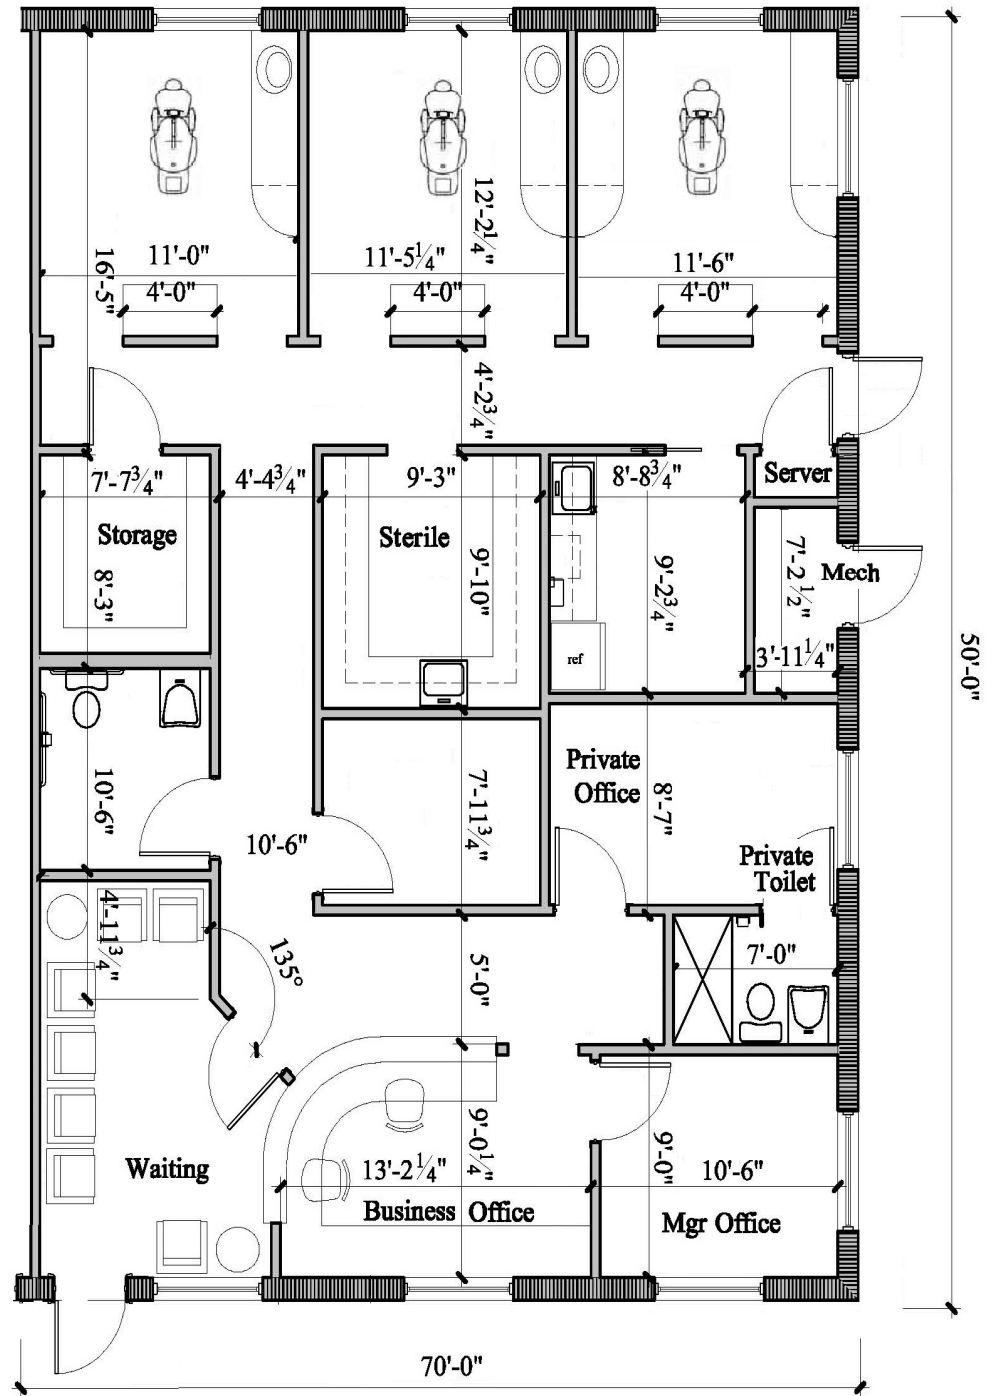 12'-2¼"
11'-0"
11'-5¼"
11'-6"
16'-5"
4'-0"
4'-0"
4'-0"
4'-2¾"
7'-7¾"
4'-4¾"
9'-3"
8'-8¾"
Server
Storage
Sterile
8'-3"
9'-10"
9'-2¾"
7'-2½"
Mech
ref
3'-11¼"
50'-0"
10'-6"
10'-6"
7'-11¾"
Private
Office
8'-7"
Private
Toilet
4'-11¾"
135°
5'-0"
7'-0"
9'-0¼"
9'-0"
Waiting
13'-2¼"
10'-6"
Business Office
Mgr Office
70'-0"